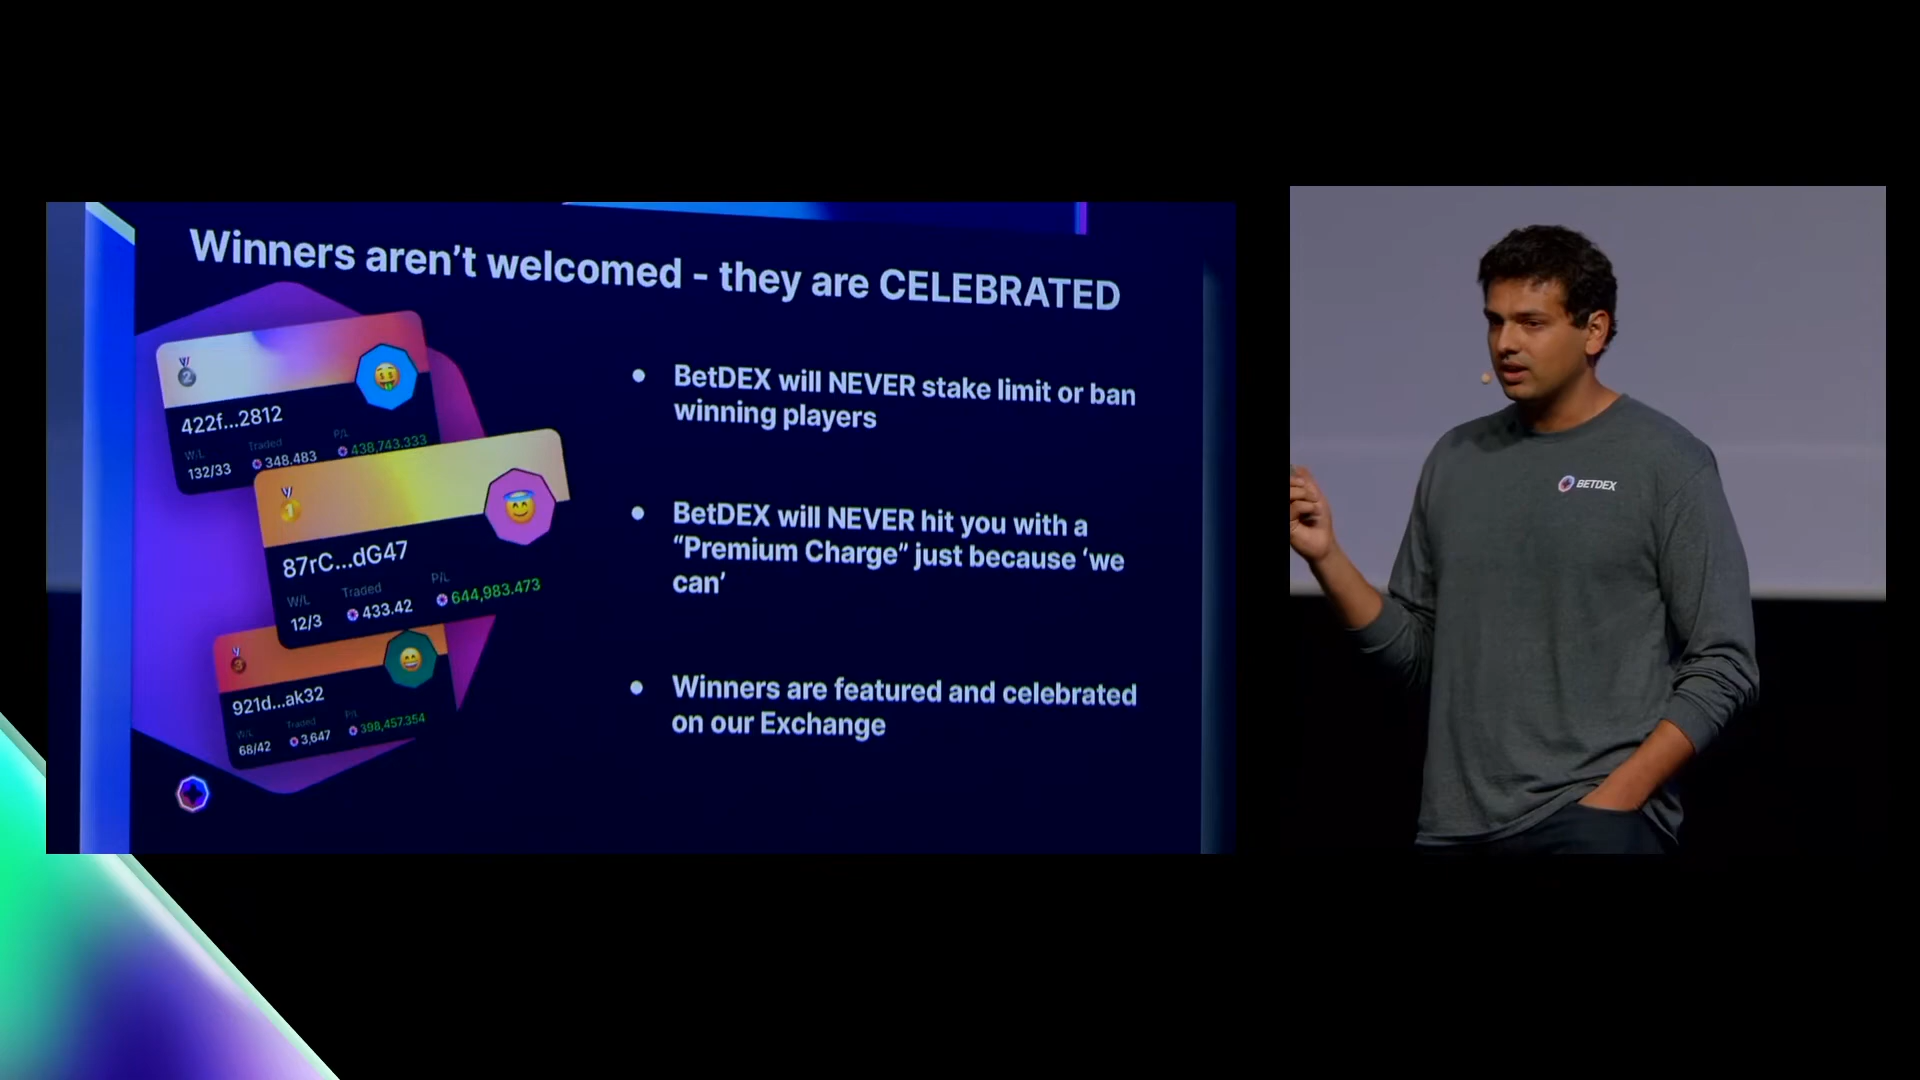 Winners aren't welcomed - they are CELEBRATED
2
422f...2812
W/L
Traded
P/L
132/33
348.483
438,743.333
1
87rC...dG47
W/L
Traded
P/L
12/3
433.42
644,983.473
3
921d...ak32
W/L
Traded
P/L
68/42
3,647
398,457.354
● BetDEX will NEVER stake limit or ban
winning players
● BetDEX will NEVER hit you with a
“Premium Charge” just because ‘we
can’
● Winners are featured and celebrated
on our Exchange
BETDEX